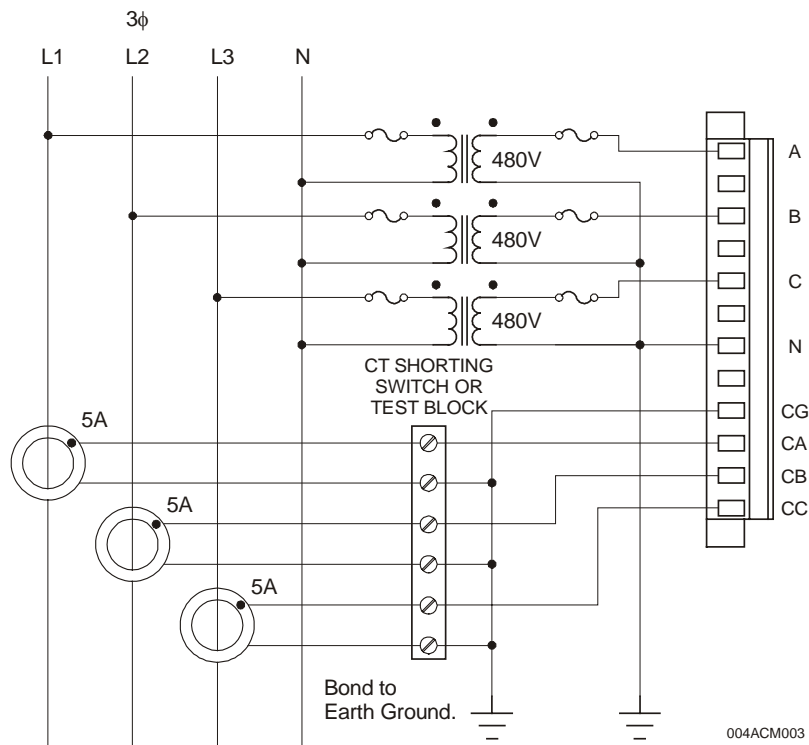 3ϕ
L1 L2 L3 N
A
480V
B
480V
C
480V
N
CT SHORTING
SWITCH OR
TEST BLOCK
CG
5A
CA
CB
5A
CC
5A
Bond to
Earth Ground.
004ACM003